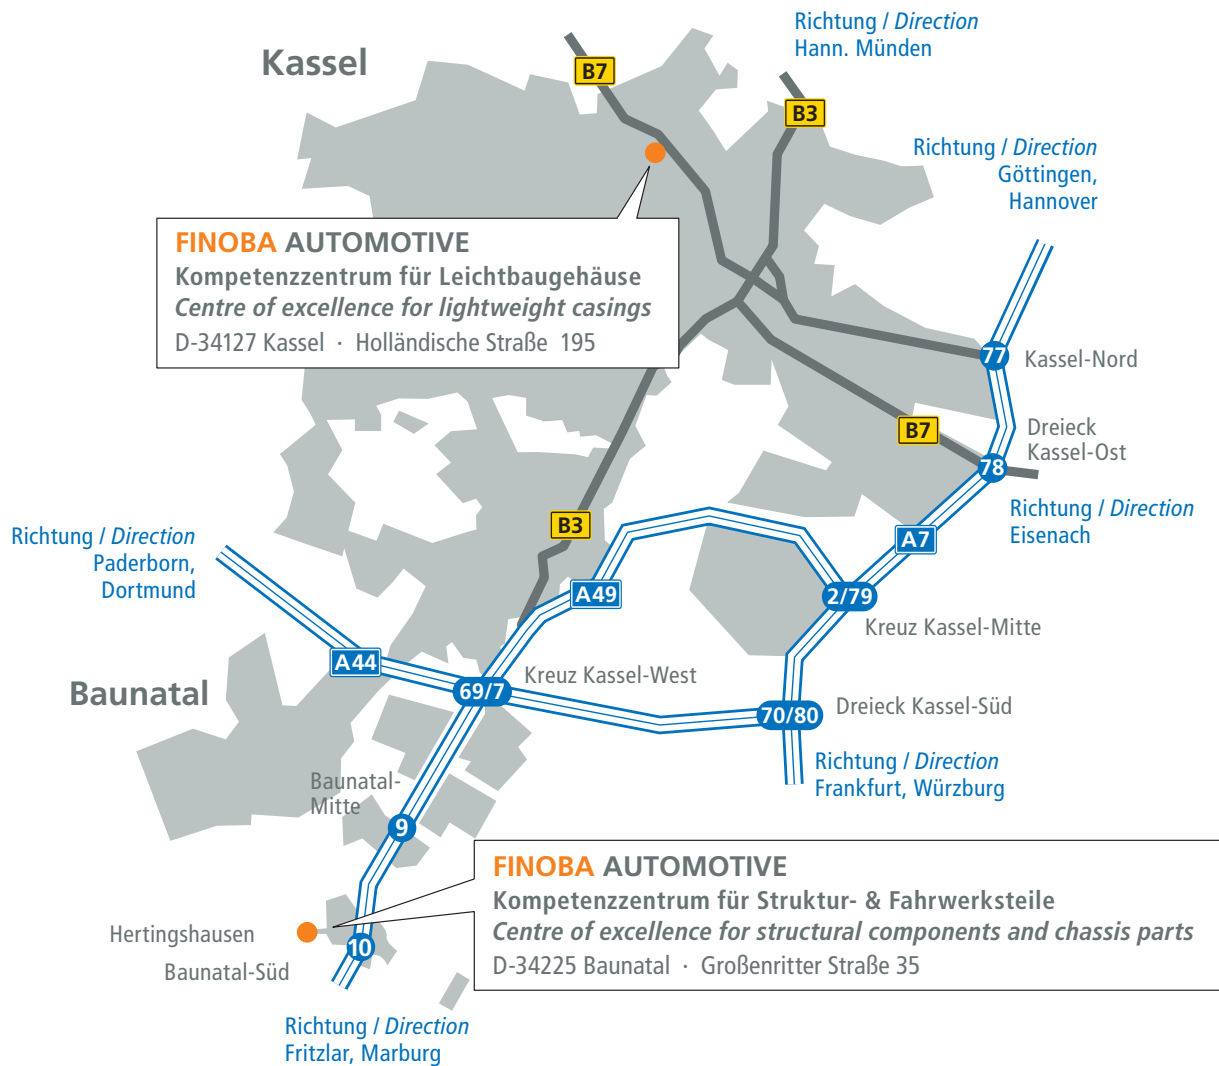 Richtung / Direction
Hann. Münden
Kassel
B7
B3
Richtung / Direction
Göttingen,
Hannover
FINOBA AUTOMOTIVE
Kompetenzzentrum für Leichtbaugehäuse
Centre of excellence for lightweight casings
D-34127 Kassel · Holländische Straße 195
77
Kassel-Nord
B7
Dreieck
Kassel-Ost
78
Richtung / Direction
Eisenach
B3
A7
Richtung / Direction
Paderborn,
Dortmund
A49
2/79
Kreuz Kassel-Mitte
A44
Kreuz Kassel-West
69/7
Baunatal
70/80
Dreieck Kassel-Süd
Richtung / Direction
Frankfurt, Würzburg
Baunatal-
Mitte
9
FINOBA AUTOMOTIVE
Kompetenzzentrum für Struktur- & Fahrwerksteile
Centre of excellence for structural components and chassis parts
D-34225 Baunatal · Großenritter Straße 35
Hertingshausen
10
Baunatal-Süd
Richtung / Direction
Fritzlar, Marburg